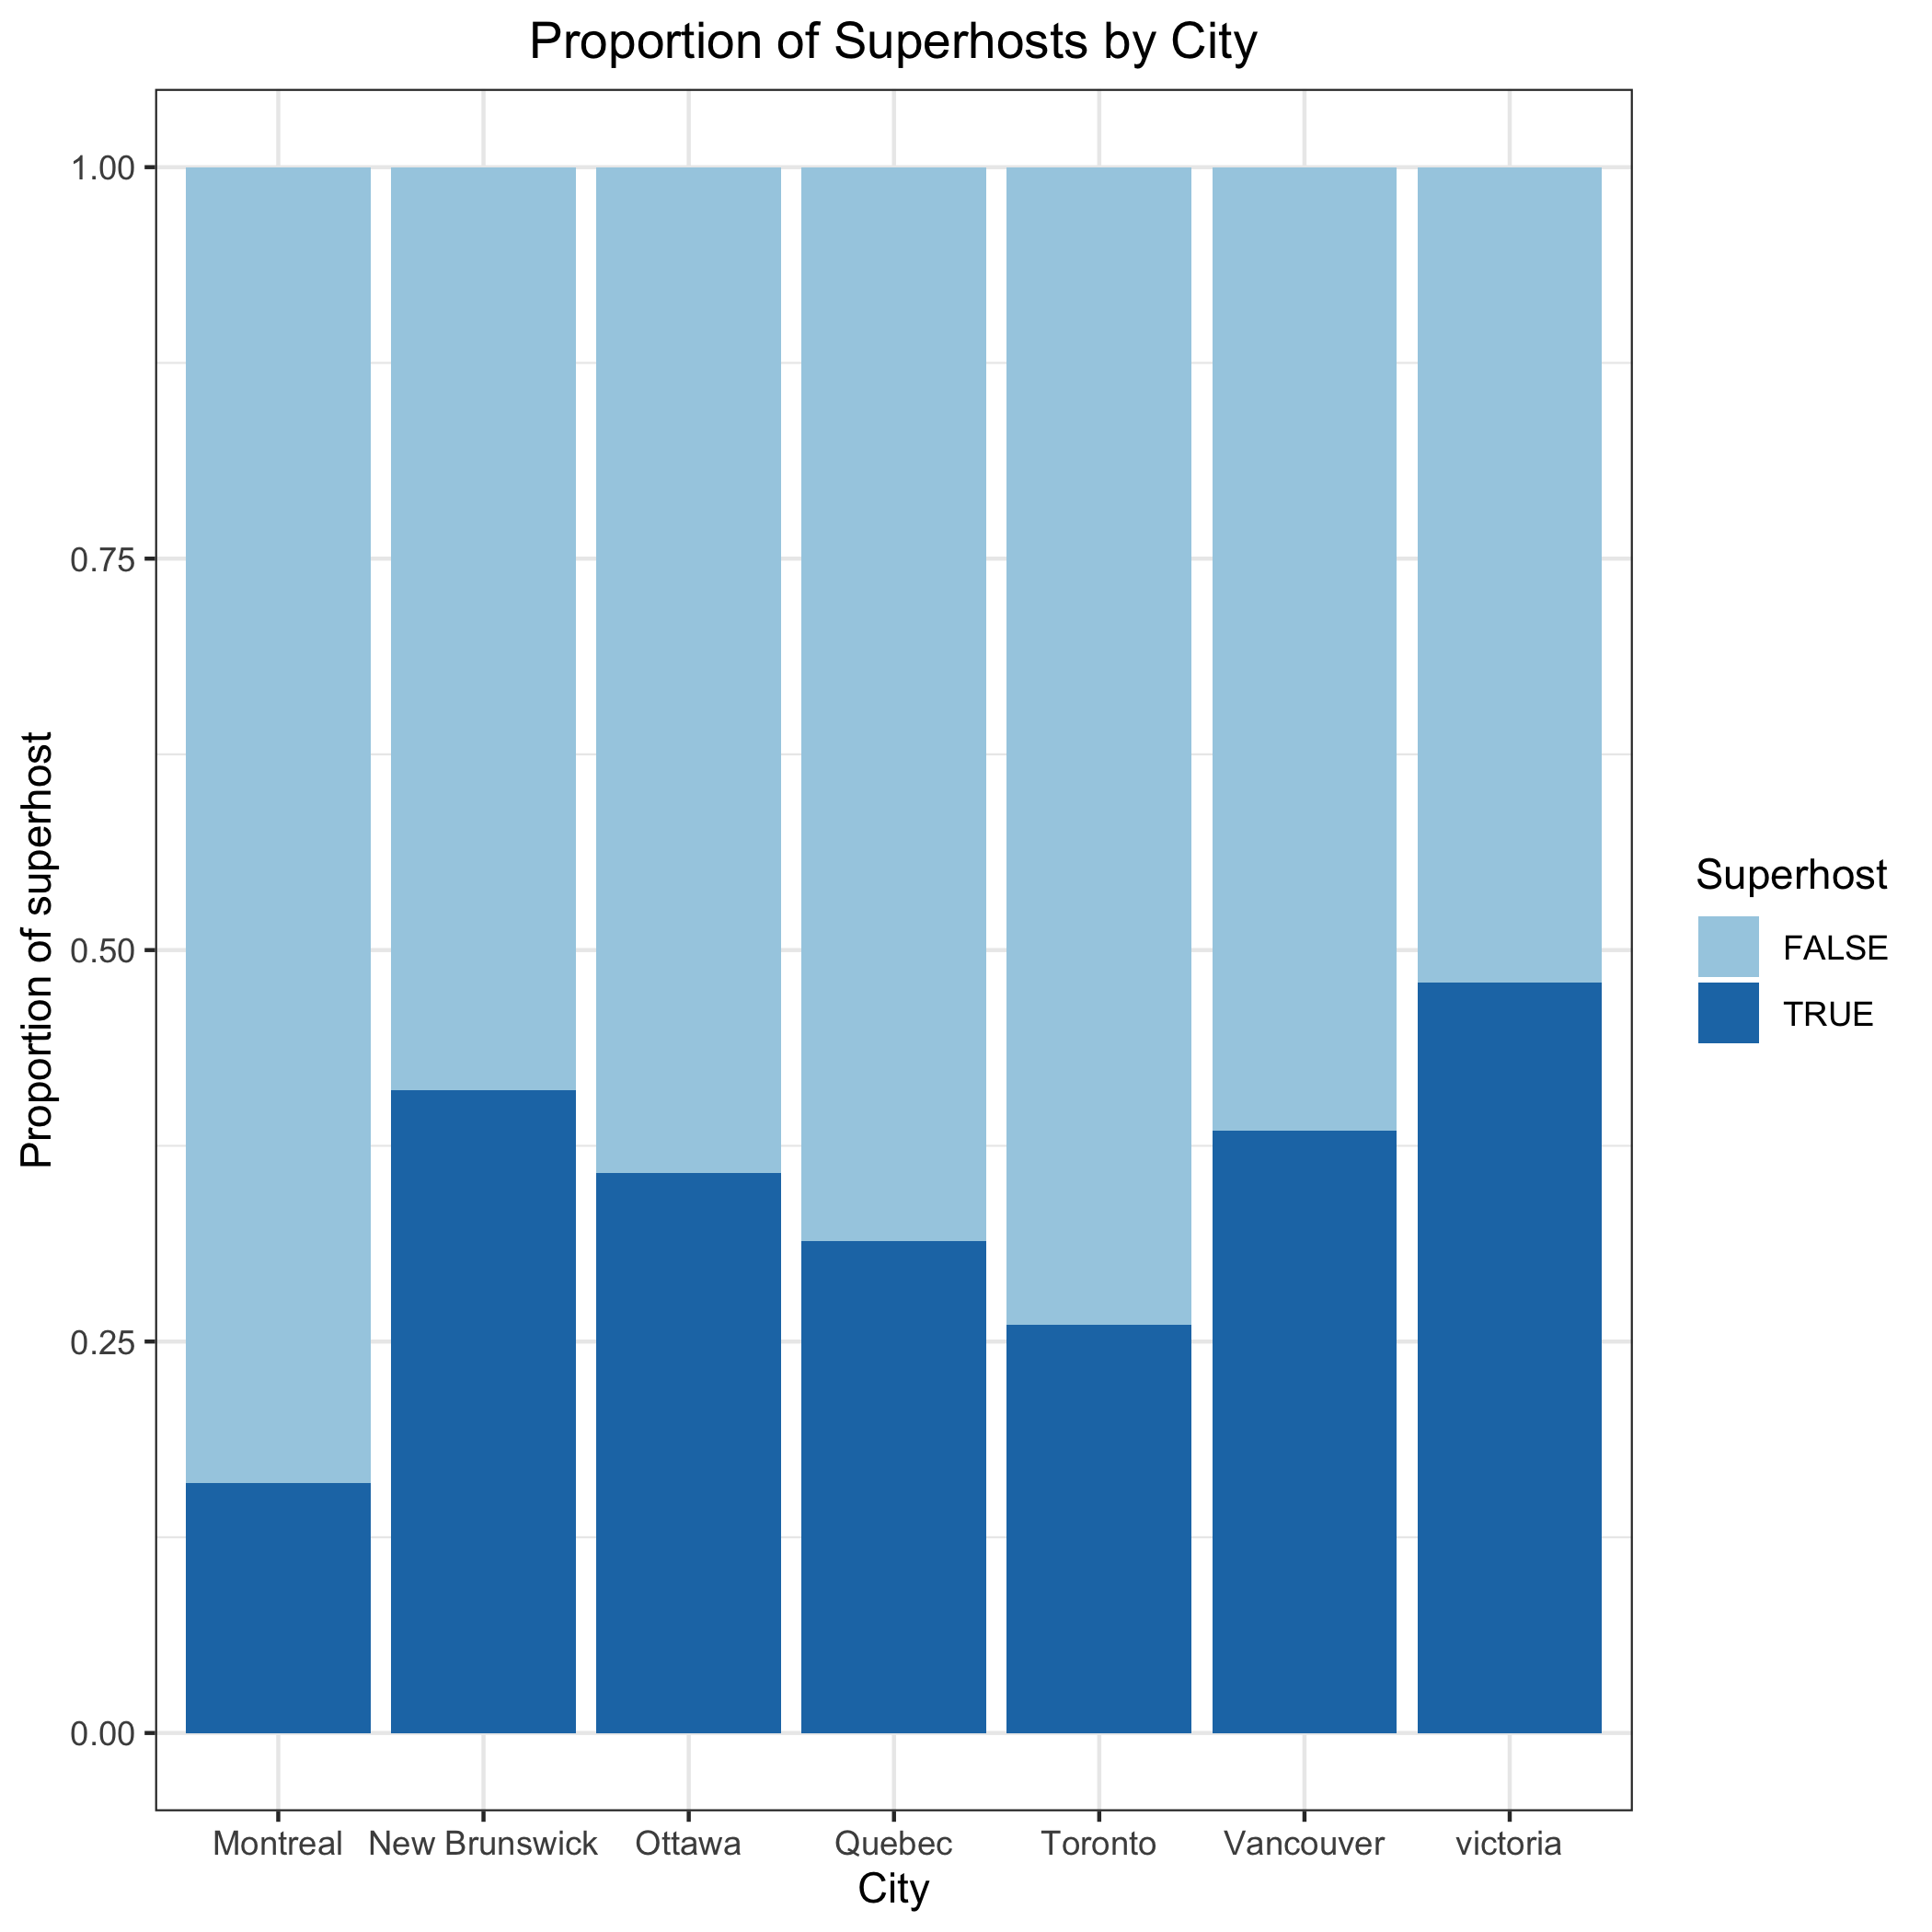 Proportion of Superhosts by City
Proportion of superhost
1.00
0.75
0.50
0.25
0.00
Montreal New Brunswick Ottawa Quebec Toronto Vancouver victoria
City
Superhost
FALSE
TRUE